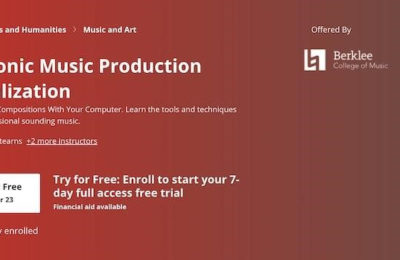 s and Humanities > Music and Art
Offered By
Berklee
College of Music
onic Music Production
lization
Compositions With Your Computer. Learn the tools and techniques
sional sounding music.
tearns +2 more instructors
Free
r 23
Try for Free: Enroll to start your 7-
day full access free trial
Financial aid available
y enrolled